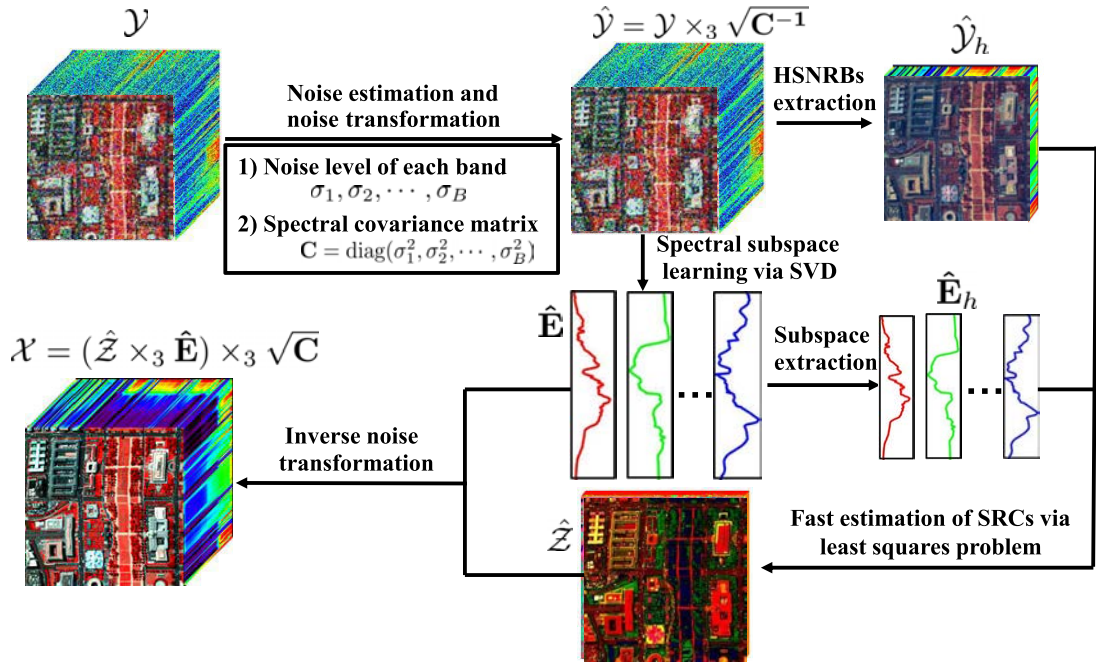 𝒴
𝒴̂ = 𝒴 ×₃ √C⁻¹
𝒴̂ₕ
Noise estimation and
noise transformation
HSNRBs
extraction
1) Noise level of each band
σ₁, σ₂, ⋯ , σ_B
2) Spectral covariance matrix
C = diag(σ₁², σ₂², ⋯ , σ_B²)
Spectral subspace
learning via SVD
Ê
...
Subspace
extraction
Êₕ
...
𝒳 = (𝒵̂ ×₃ Ê) ×₃ √C
Inverse noise
transformation
𝒵̂
Fast estimation of SRCs via
least squares problem